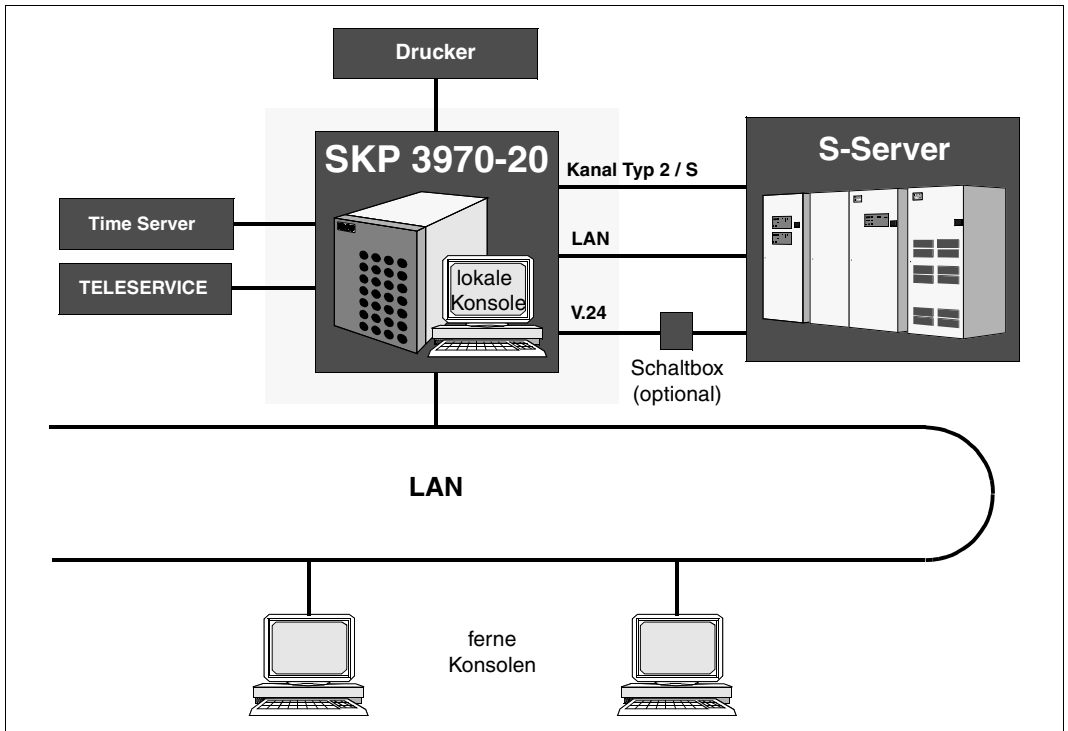 Drucker
SKP 3970-20
S-Server
Kanal Typ 2 / S
Time Server
LAN
TELESERVICE
lokale
Konsole
V.24
Schaltbox
(optional)
LAN
ferne
Konsolen